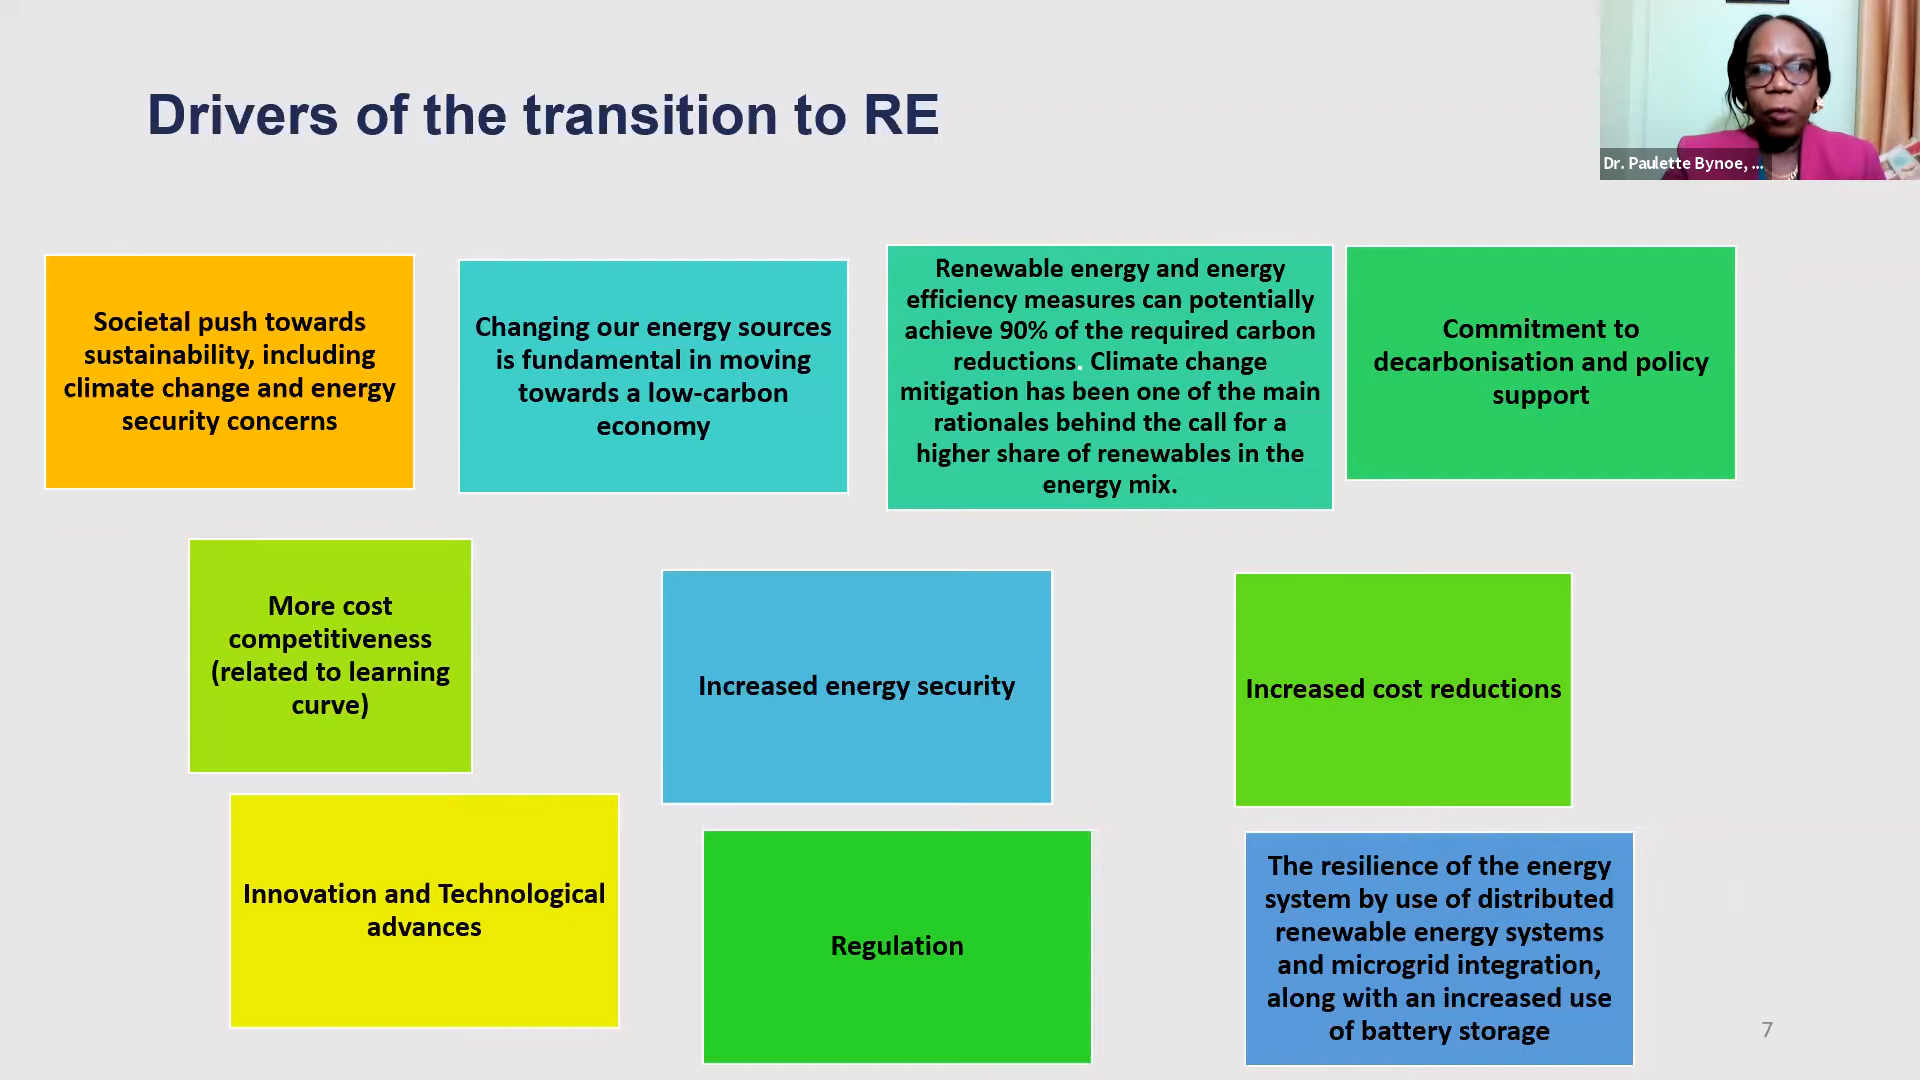 Drivers of the transition to RE
Dr. Paulette Bynoe, ...
Societal push towards
sustainability, including
climate change and energy
security concerns
Changing our energy sources
is fundamental in moving
towards a low-carbon
economy
Renewable energy and energy
efficiency measures can potentially
achieve 90% of the required carbon
reductions. Climate change
mitigation has been one of the main
rationales behind the call for a
higher share of renewables in the
energy mix.
Commitment to
decarbonisation and policy
support
More cost
competitiveness
(related to learning
curve)
Increased energy security
Increased cost reductions
Innovation and Technological
advances
Regulation
The resilience of the energy
system by use of distributed
renewable energy systems
and microgrid integration,
along with an increased use
of battery storage
7